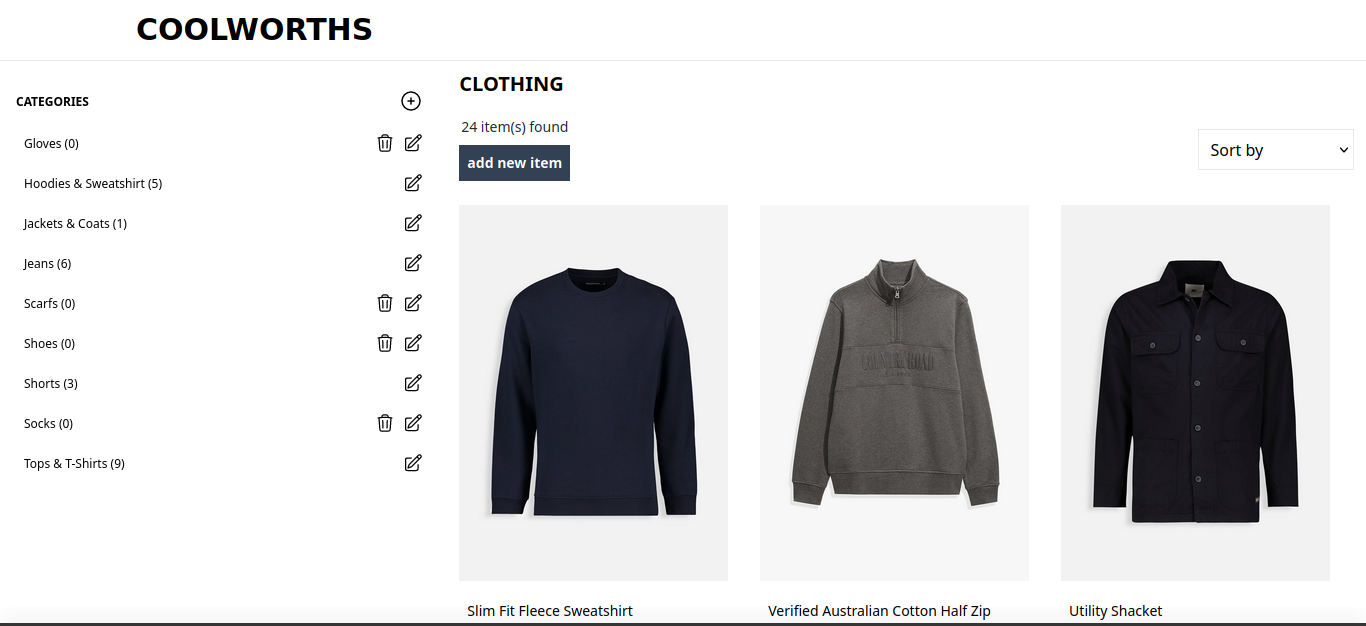 COOLWORTHS
CATEGORIES
Gloves (0)
Hoodies & Sweatshirt (5)
Jackets & Coats (1)
Jeans (6)
Scarfs (0)
Shoes (0)
Shorts (3)
Socks (0)
Tops & T-Shirts (9)
CLOTHING
24 item(s) found
add new item
Sort by
Slim Fit Fleece Sweatshirt
Verified Australian Cotton Half Zip
Utility Shacket